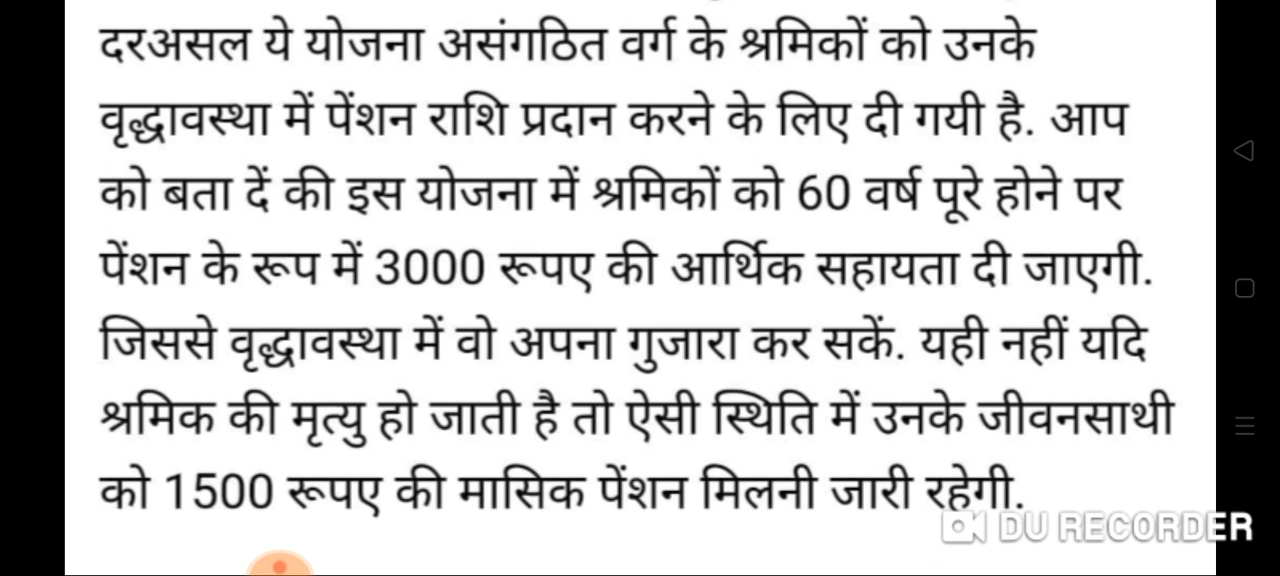 दरअसल ये योजना असंगठित वर्ग के श्रमिकों को उनके
वृद्धावस्था में पेंशन राशि प्रदान करने के लिए दी गयी है. आप
को बता दें की इस योजना में श्रमिकों को 60 वर्ष पूरे होने पर
पेंशन के रूप में 3000 रूपए की आर्थिक सहायता दी जाएगी.
जिससे वृद्धावस्था में वो अपना गुजारा कर सकें. यही नहीं यदि
श्रमिक की मृत्यु हो जाती है तो ऐसी स्थिति में उनके जीवनसाथी
को 1500 रूपए की मासिक पेंशन मिलनी जारी रहेगी.
DU RECORDER